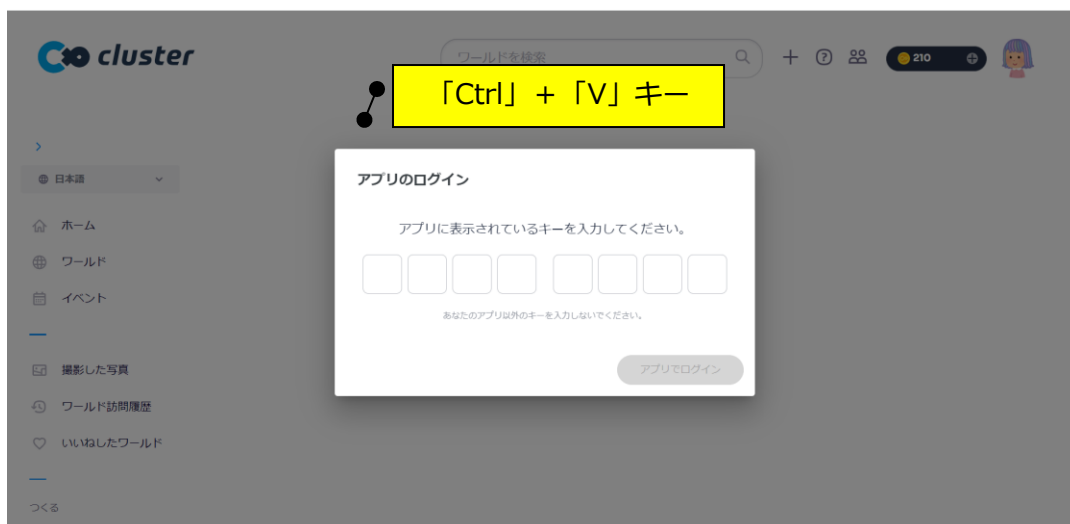 cluster
ワールドを検索
210
「Ctrl」+「V」キー
日本語
ホーム
ワールド
イベント
撮影した写真
ワールド訪問履歴
いいねしたワールド
つくる
アプリのログイン
アプリに表示されているキーを入力してください。
あなたのアプリ以外のキーを入力しないでください。
アプリでログイン